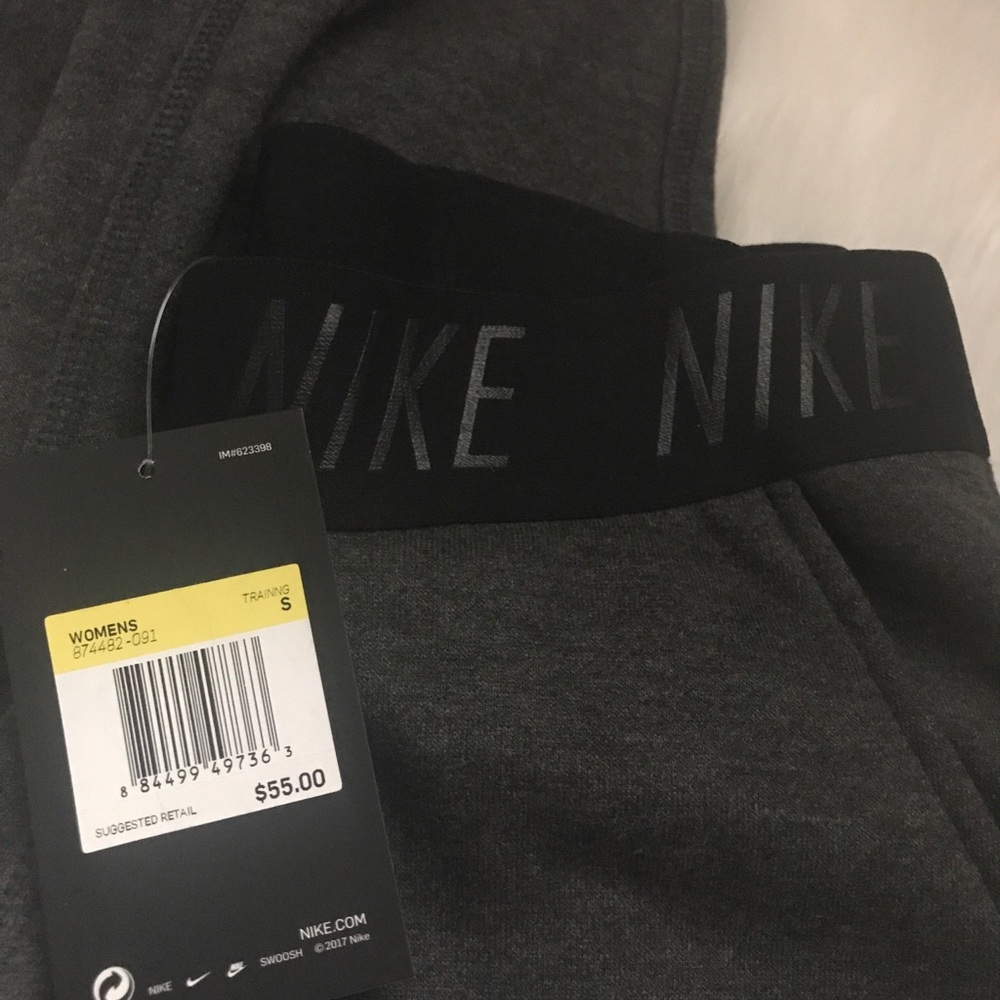 NIKE NIKE
IM#623398
TRAINNG
WOMENS S
874482-091
8 84499 49736 3
$55.00
SUGGESTED RETAIL
NIKE.COM
©2017 Nike
NIKE SWOOSH